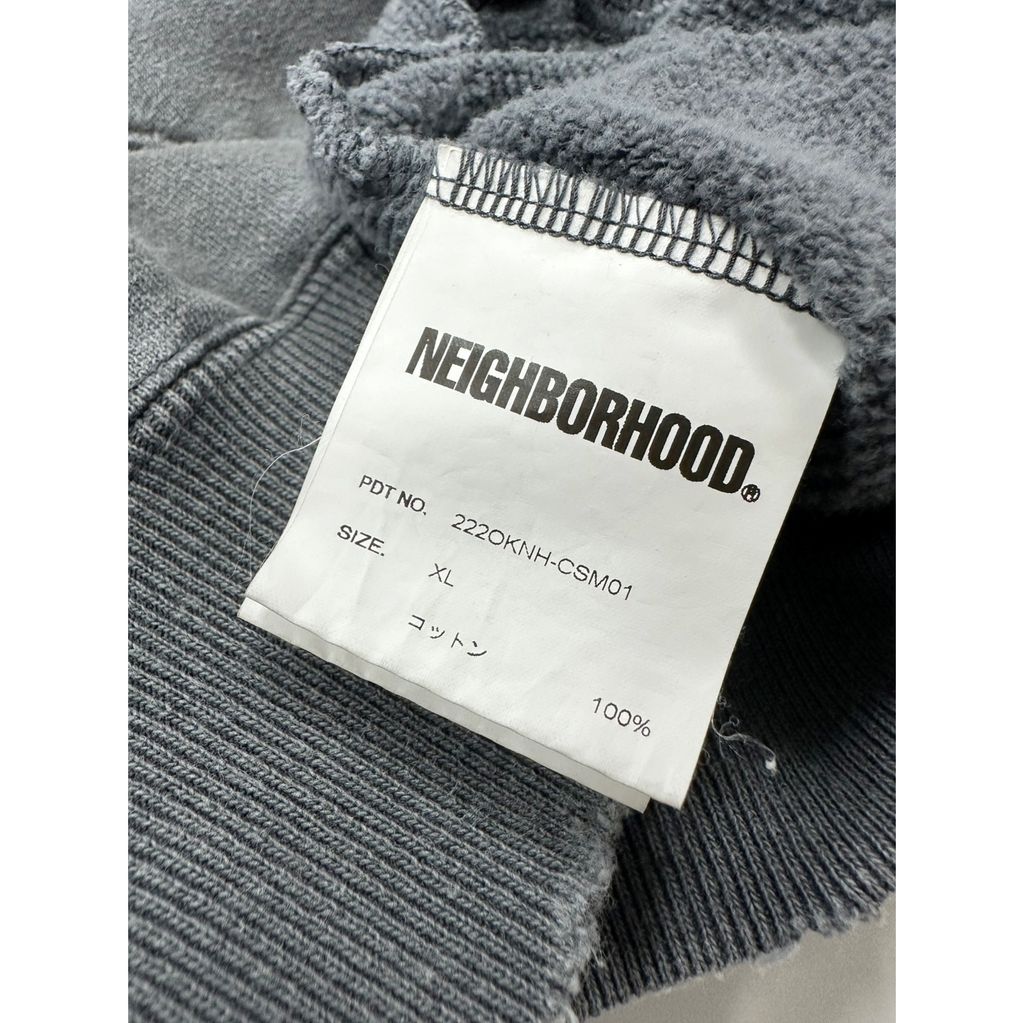 NEIGHBORHOOD®
PDT NO. 222OKNH-CSM01
SIZE. XL
コットン
100%